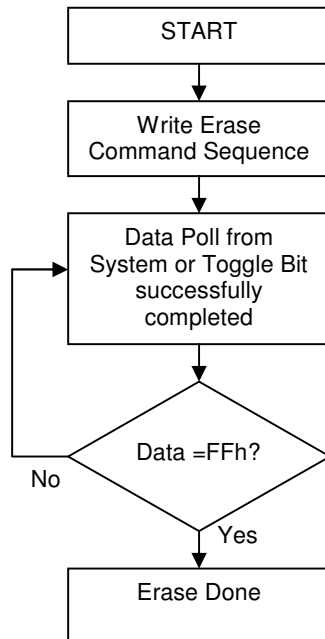 START
Write Erase
Command Sequence
Data Poll from
System or Toggle Bit
successfully
completed
Data =FFh?
No
Yes
Erase Done